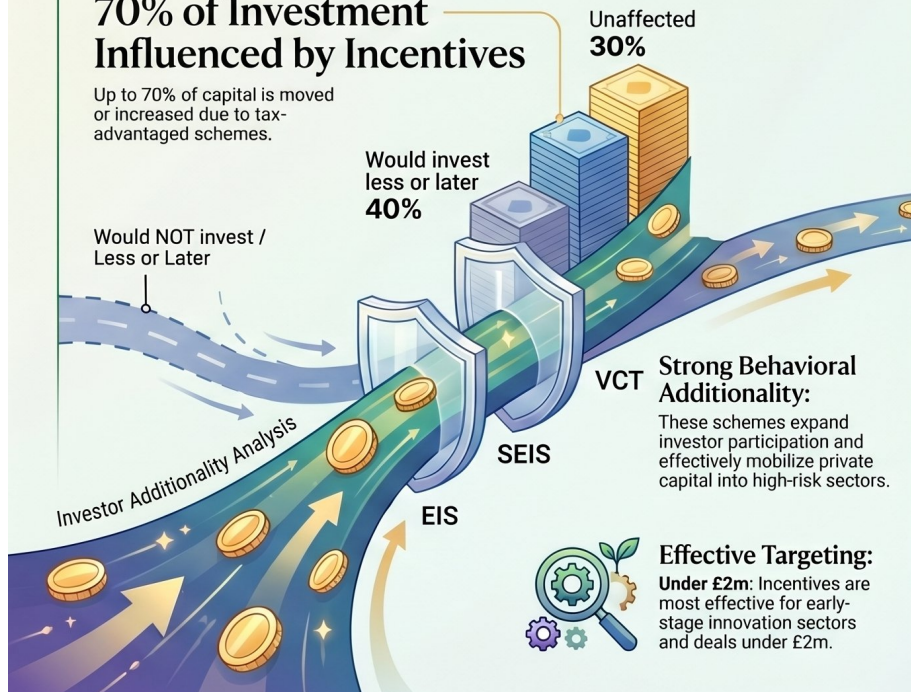 70% of Investment
Influenced by Incentives
Up to 70% of capital is moved
or increased due to tax-
advantaged schemes.
Unaffected
30%
Would invest
less or later
40%
Would NOT invest /
Less or Later
Investor Additionality Analysis
EIS
SEIS
VCT
Strong Behavioral
Additionality:
These schemes expand
investor participation and
effectively mobilize private
capital into high-risk sectors.
Effective Targeting:
Under £2m: Incentives are
most effective for early-
stage innovation sectors
and deals under £2m.